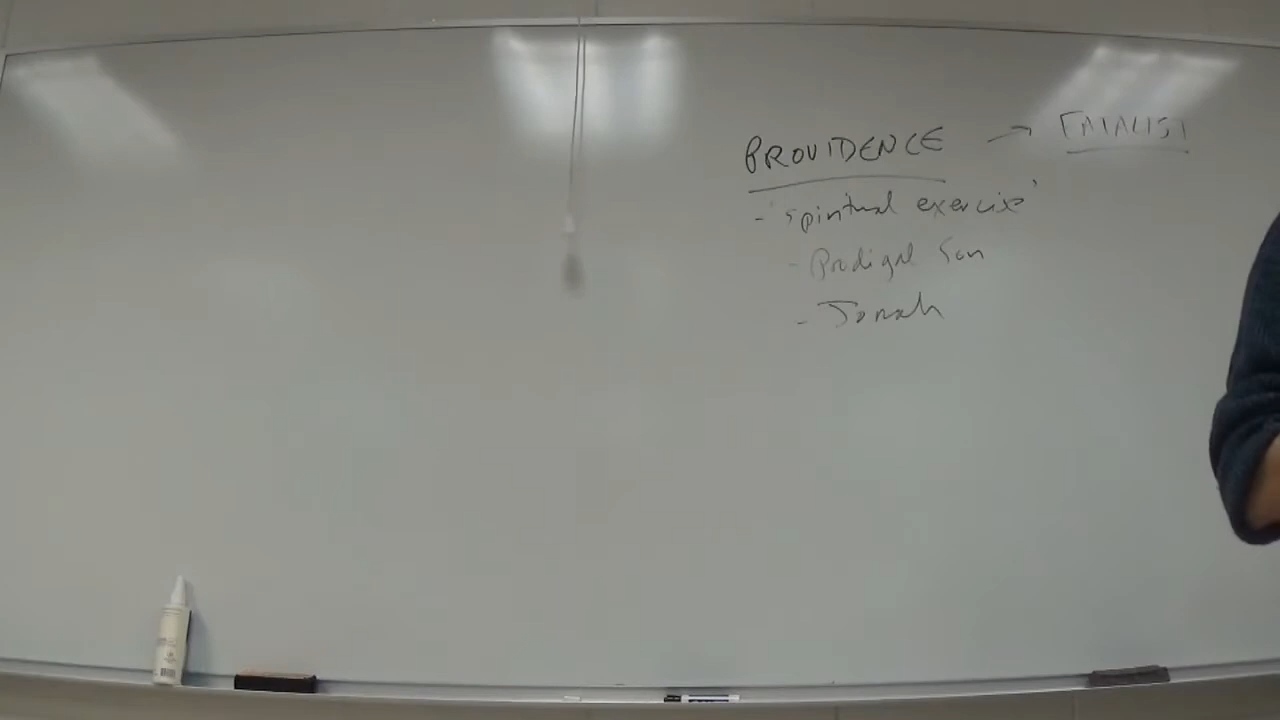 PROVIDENCE → FATALIST
- 'spiritual exercise'
- Prodigal Son
- Jonah